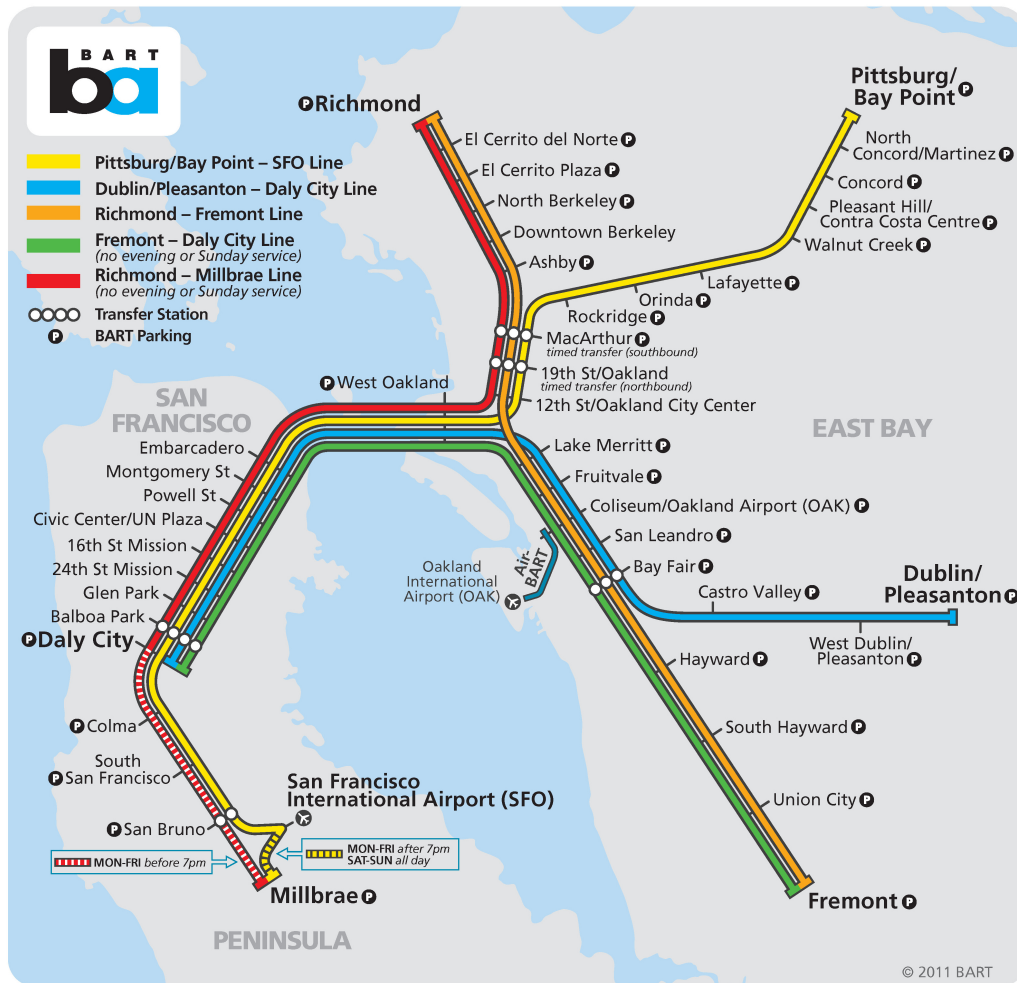 BART
ba
Pittsburg/Bay Point – SFO Line
Dublin/Pleasanton – Daly City Line
Richmond – Fremont Line
Fremont – Daly City Line
(no evening or Sunday service)
Richmond – Millbrae Line
(no evening or Sunday service)
Transfer Station
P BART Parking
P Richmond
El Cerrito del Norte P
El Cerrito Plaza P
North Berkeley P
Downtown Berkeley
Ashby P
Pittsburg/
Bay Point P
North
Concord/Martinez P
Concord P
Pleasant Hill/
Contra Costa Centre P
Walnut Creek P
Lafayette P
Orinda P
Rockridge P
MacArthur P
timed transfer (southbound)
19th St/Oakland
timed transfer (northbound)
12th St/Oakland City Center
P West Oakland
SAN
FRANCISCO
EAST BAY
Embarcadero
Montgomery St
Powell St
Civic Center/UN Plaza
16th St Mission
24th St Mission
Glen Park
Balboa Park
P Daly City
Lake Merritt P
Fruitvale P
Coliseum/Oakland Airport (OAK) P
San Leandro P
Bay Fair P
Air-
BART
Oakland
International
Airport (OAK)
Castro Valley P
Dublin/
Pleasanton P
West Dublin/
Pleasanton P
Hayward P
South Hayward P
Union City P
Fremont P
P Colma
South
P San Francisco
P San Bruno
San Francisco
International Airport (SFO)
MON-FRI before 7pm
MON-FRI after 7pm
SAT-SUN all day
Millbrae P
PENINSULA
© 2011 BART